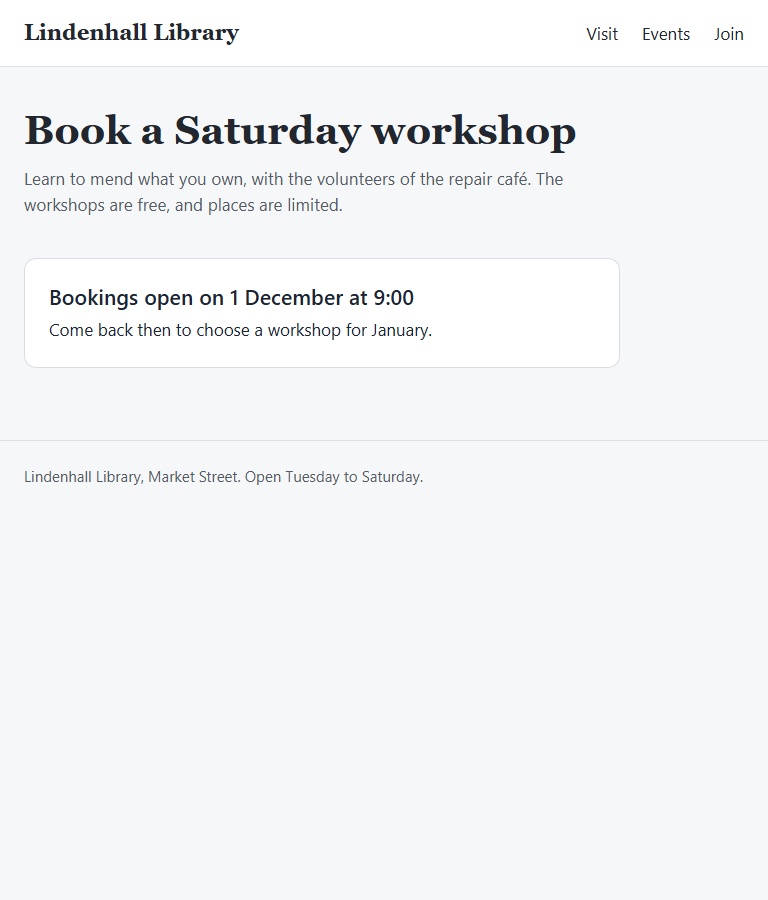 Lindenhall Library
Visit Events Join
Book a Saturday workshop
Learn to mend what you own, with the volunteers of the repair café. The
workshops are free, and places are limited.
Bookings open on 1 December at 9:00
Come back then to choose a workshop for January.
Lindenhall Library, Market Street. Open Tuesday to Saturday.